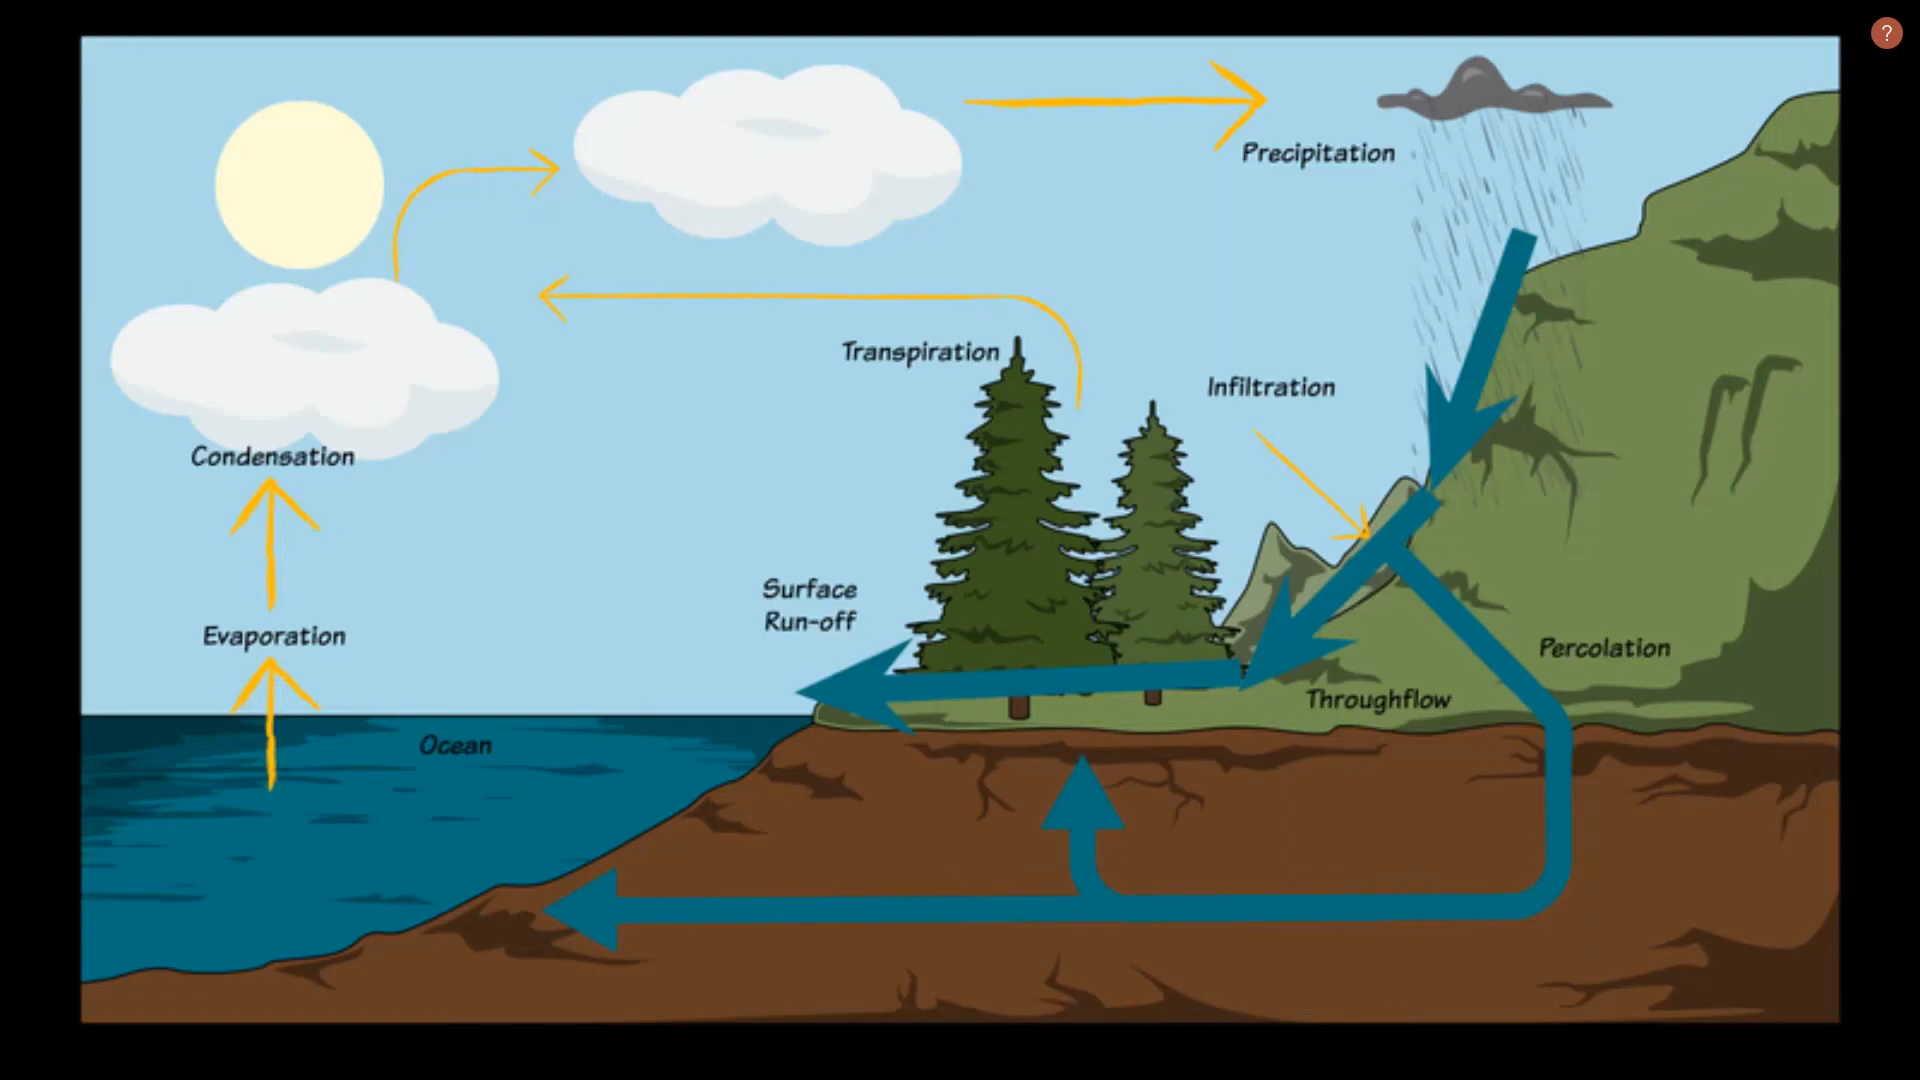 ?
Precipitation
Transpiration
Infiltration
Condensation
Surface
Run-off
Evaporation
Percolation
Throughflow
Ocean